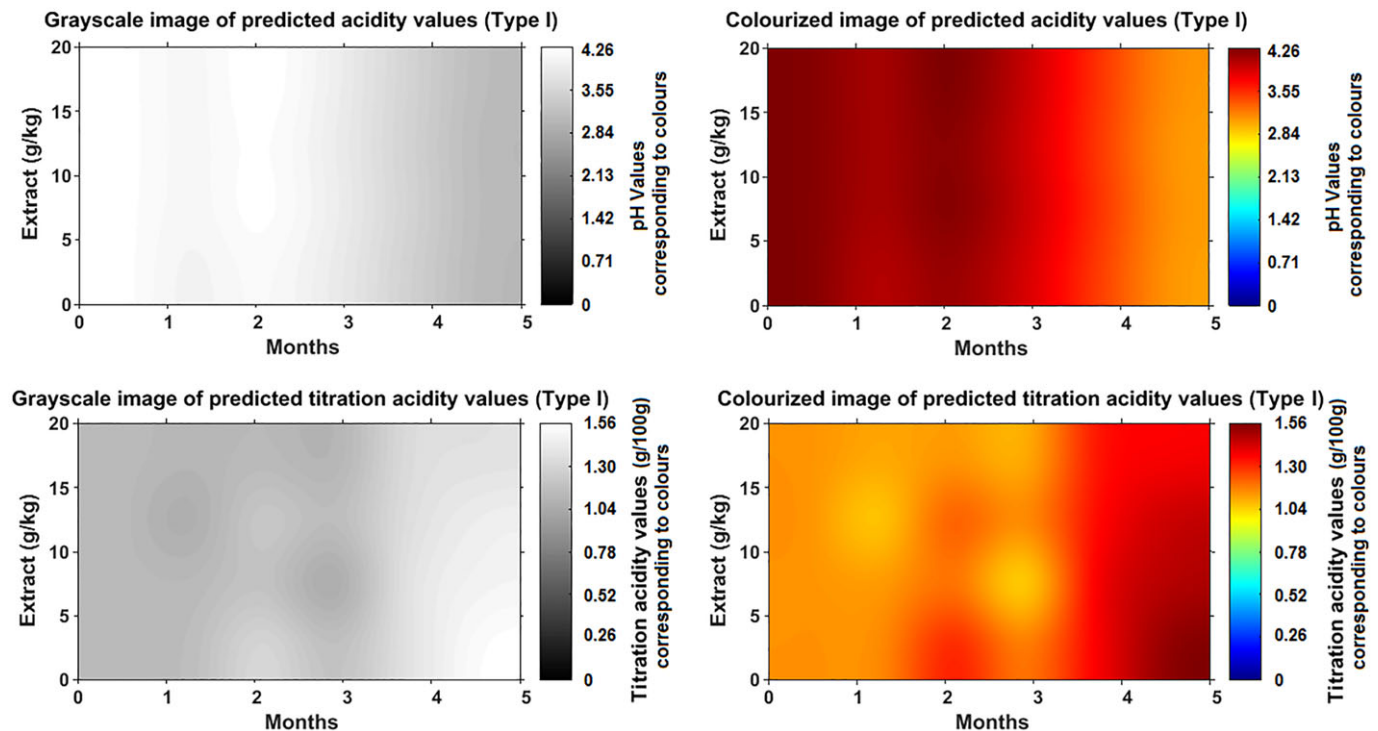 Grayscale image of predicted acidity values (Type I)
20
15
10
5
0
Extract (g/kg)
0 1 2 3 4 5
Months
4.26
3.55
2.84
2.13
1.42
0.71
0
pH Values
corresponding to colours
Colourized image of predicted acidity values (Type I)
20
15
10
5
0
Extract (g/kg)
0 1 2 3 4 5
Months
4.26
3.55
2.84
2.13
1.42
0.71
0
pH Values
corresponding to colours
Grayscale image of predicted titration acidity values (Type I)
20
15
10
5
0
Extract (g/kg)
0 1 2 3 4 5
Months
1.56
1.30
1.04
0.78
0.52
0.26
0
Titration acidity values (g/100g)
corresponding to colours
Colourized image of predicted titration acidity values (Type I)
20
15
10
5
0
Extract (g/kg)
0 1 2 3 4 5
Months
1.56
1.30
1.04
0.78
0.52
0.26
0
Titration acidity values (g/100g)
corresponding to colours